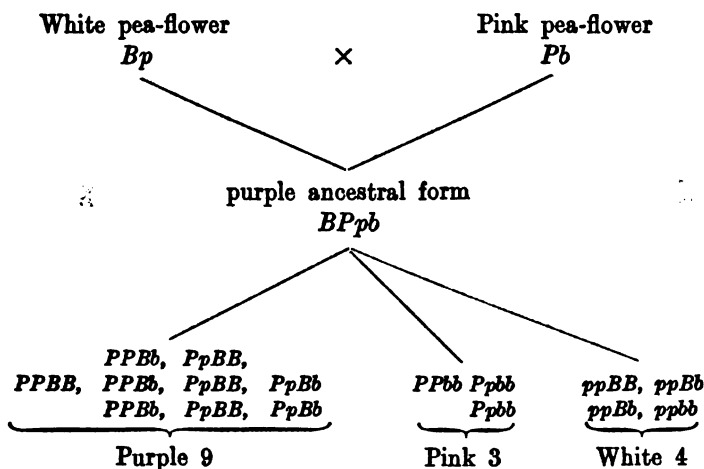 White pea-flower Pink pea-flower
Bp × Pb
purple ancestral form
BPpb
PPBb, PpBB,
PPBB, PPBb, PpBB, PpBb PPbb Ppbb ppBB, ppBb
PPBb, PpBB, PpBb Ppbb ppBb, ppbb
Purple 9 Pink 3 White 4